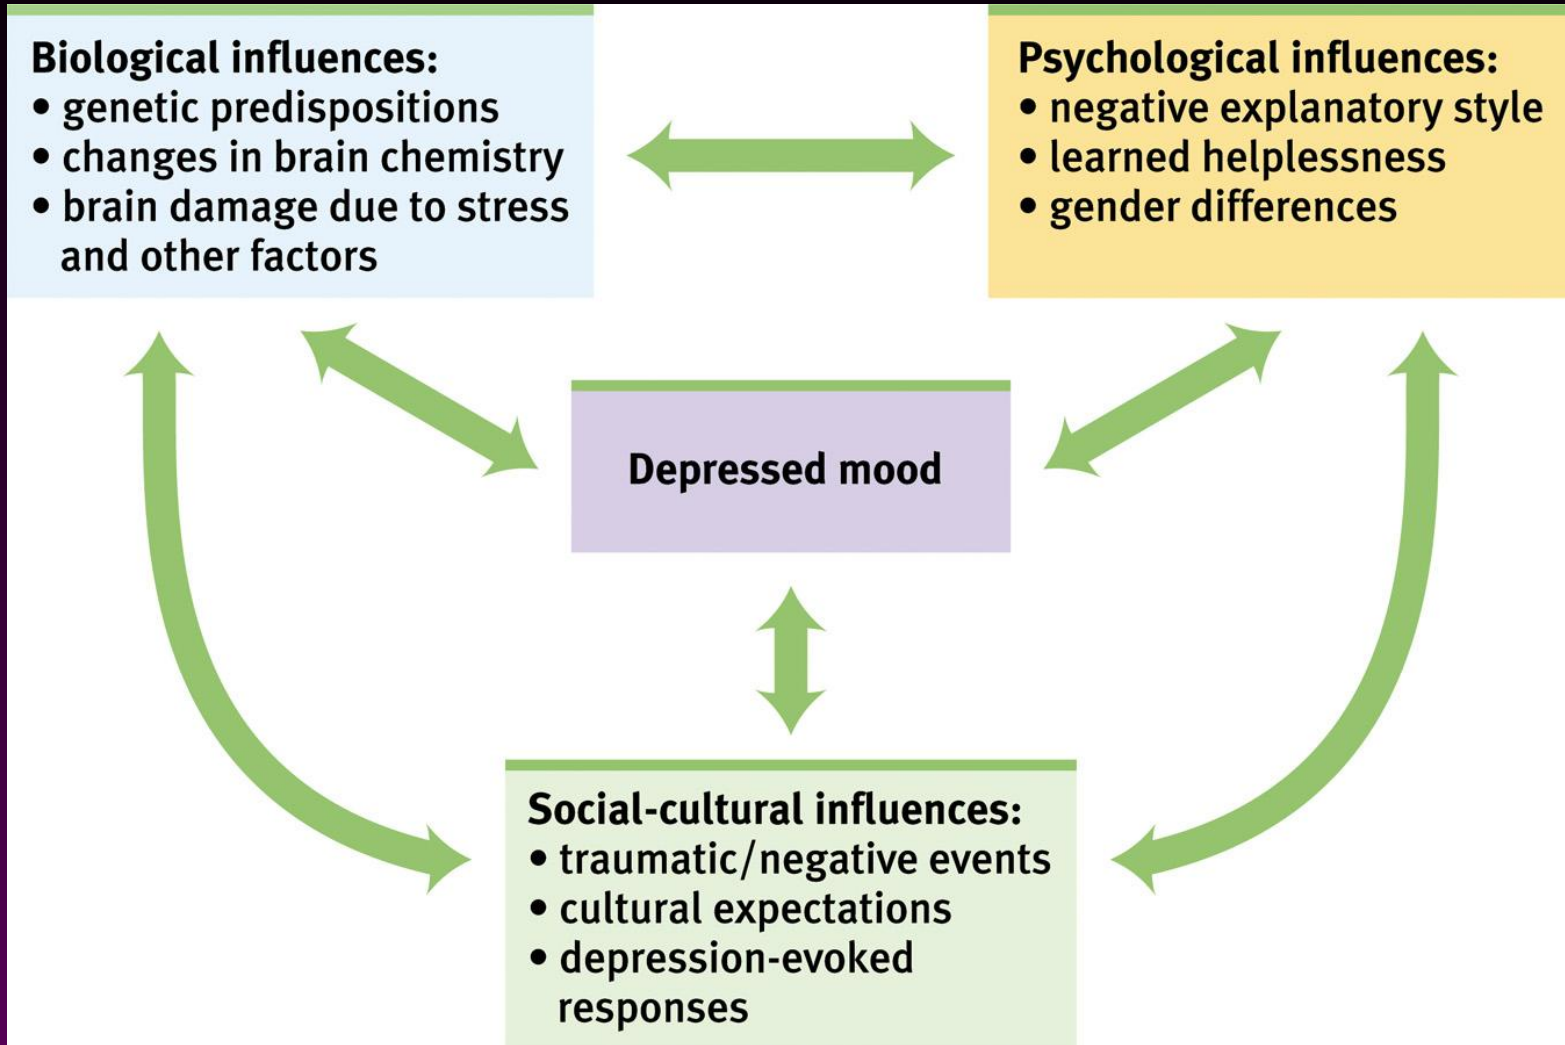 Biological influences:
• genetic predispositions
• changes in brain chemistry
• brain damage due to stress
and other factors
Psychological influences:
• negative explanatory style
• learned helplessness
• gender differences
Depressed mood
Social-cultural influences:
• traumatic/negative events
• cultural expectations
• depression-evoked
responses